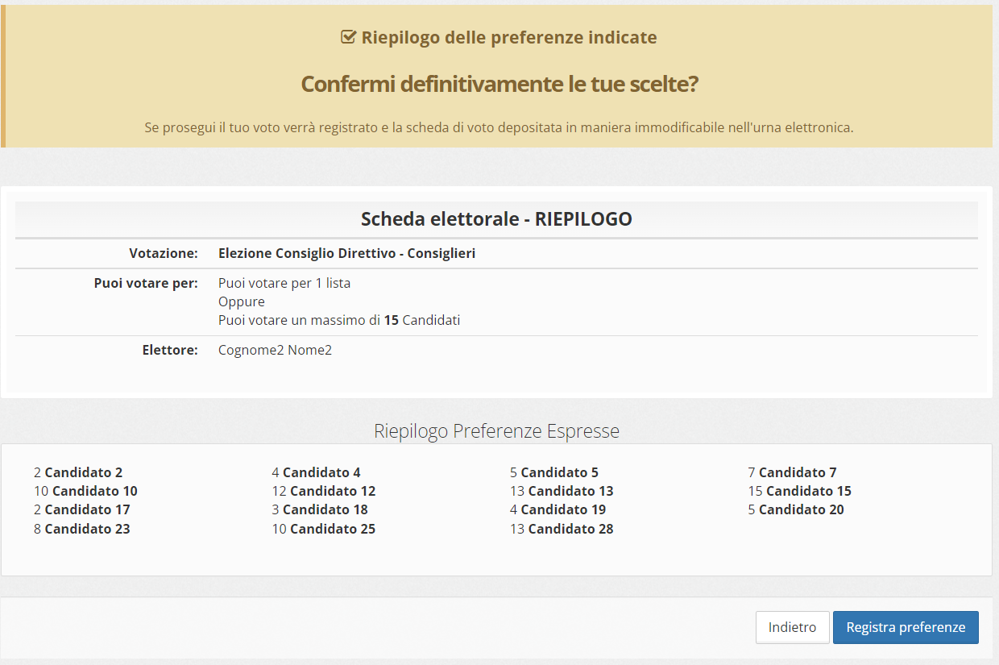 Riepilogo delle preferenze indicate
Confermi definitivamente le tue scelte?
Se prosegui il tuo voto verrà registrato e la scheda di voto depositata in maniera immodificabile nell'urna elettronica.
Scheda elettorale - RIEPILOGO
Votazione: Elezione Consiglio Direttivo - Consiglieri
Puoi votare per: Puoi votare per 1 lista
Oppure
Puoi votare un massimo di 15 Candidati
Elettore: Cognome2 Nome2
Riepilogo Preferenze Espresse
2 Candidato 2 4 Candidato 4 5 Candidato 5 7 Candidato 7
10 Candidato 10 12 Candidato 12 13 Candidato 13 15 Candidato 15
2 Candidato 17 3 Candidato 18 4 Candidato 19 5 Candidato 20
8 Candidato 23 10 Candidato 25 13 Candidato 28
Indietro Registra preferenze